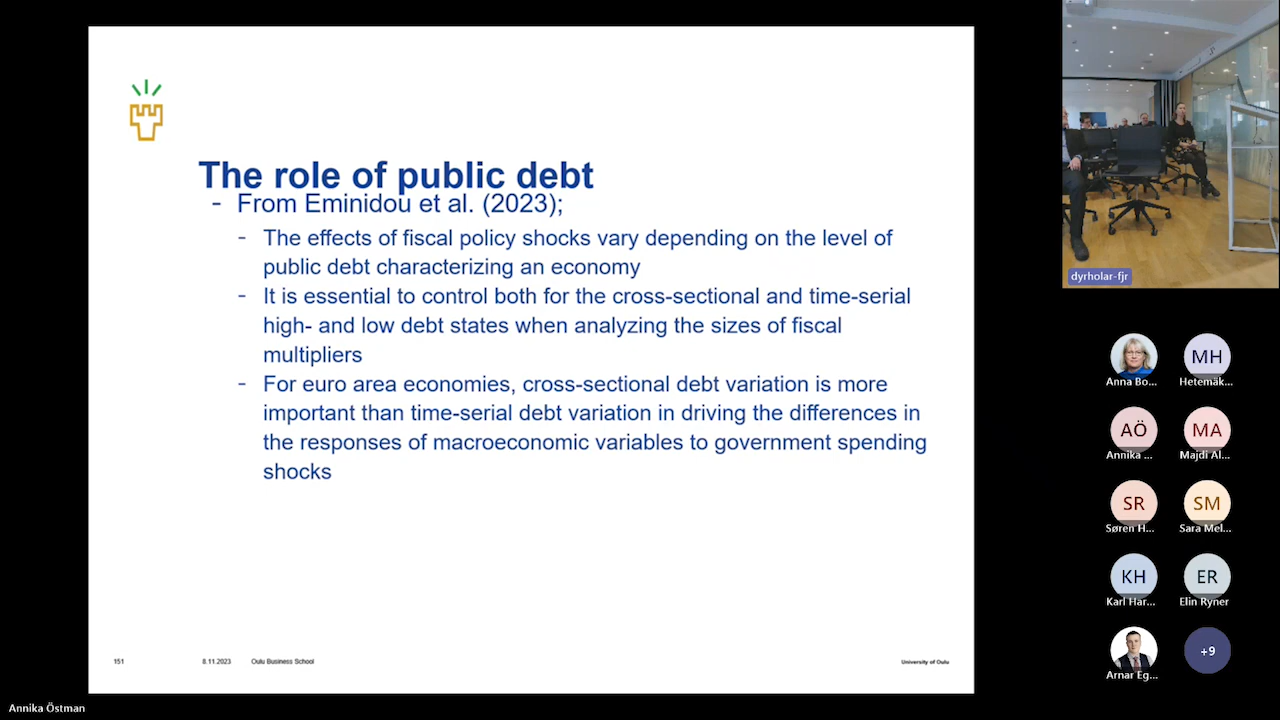 The role of public debt
- From Eminidou et al. (2023);
- The effects of fiscal policy shocks vary depending on the level of
public debt characterizing an economy
- It is essential to control both for the cross-sectional and time-serial
high- and low debt states when analyzing the sizes of fiscal
multipliers
- For euro area economies, cross-sectional debt variation is more
important than time-serial debt variation in driving the differences in
the responses of macroeconomic variables to government spending
shocks
151
8.11.2023
Oulu Business School
University of Oulu
dyrholar-fjr
Anna Bo...
MH
Hetemäk...
AÖ
Annika ...
MA
Majdi Al...
SR
Søren H...
SM
Sara Mel...
KH
Karl Har...
ER
Elin Ryner
Arnar Eg...
+9
Annika Östman